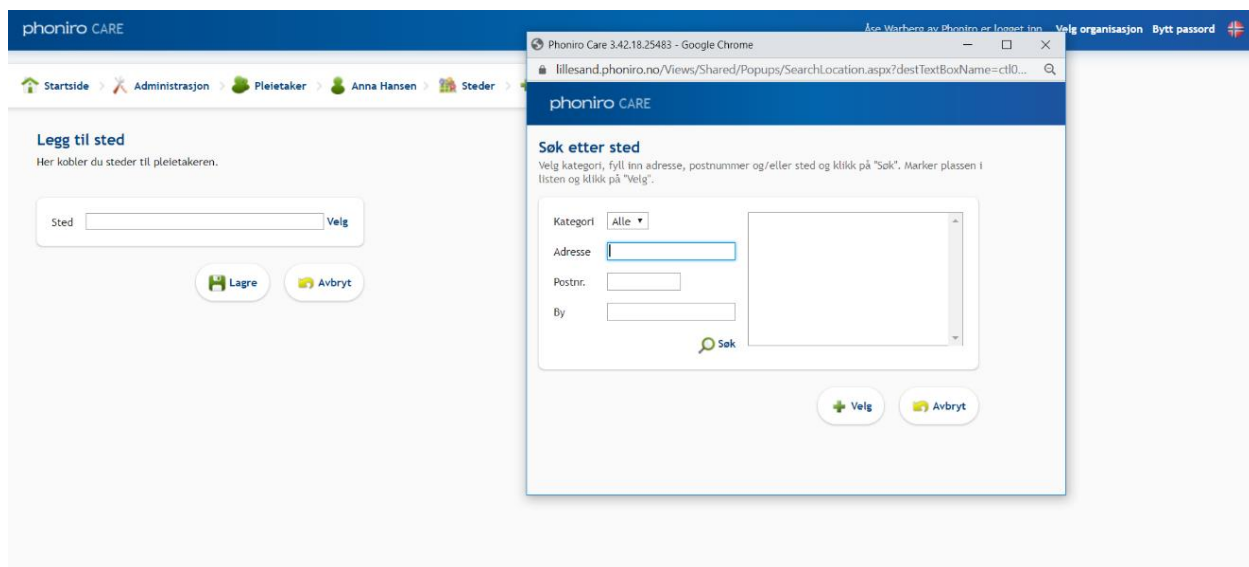 phoniro CARE
Åse Warberg av Phoniro er logget inn Velg organisasjon Bytt passord
Startside Administrasjon Pleietaker Anna Hansen Steder
Legg til sted
Her kobler du steder til pleietakeren.
Sted Velg
Lagre Avbryt
Phoniro Care 3.42.18.25483 - Google Chrome
lillesand.phoniro.no/Views/Shared/Popups/SearchLocation.aspx?destTextBoxName=ctl0...
phoniro CARE
Søk etter sted
Velg kategori, fyll inn adresse, postnummer og/eller sted og klikk på "Søk". Marker plassen i
listen og klikk på "Velg".
Kategori Alle
Adresse
Postnr.
By
Søk
Velg Avbryt